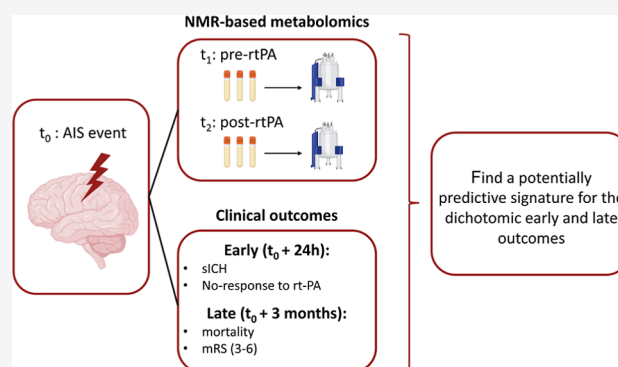 NMR-based metabolomics
t₁: pre-rtPA
t₂: post-rtPA
t₀ : AIS event
Clinical outcomes
Early (t₀ + 24h):
• sICH
• No-response to rt-PA
Late (t₀ + 3 months):
• mortality
• mRS (3-6)
Find a potentially
predictive signature for the
dichotomic early and late
outcomes